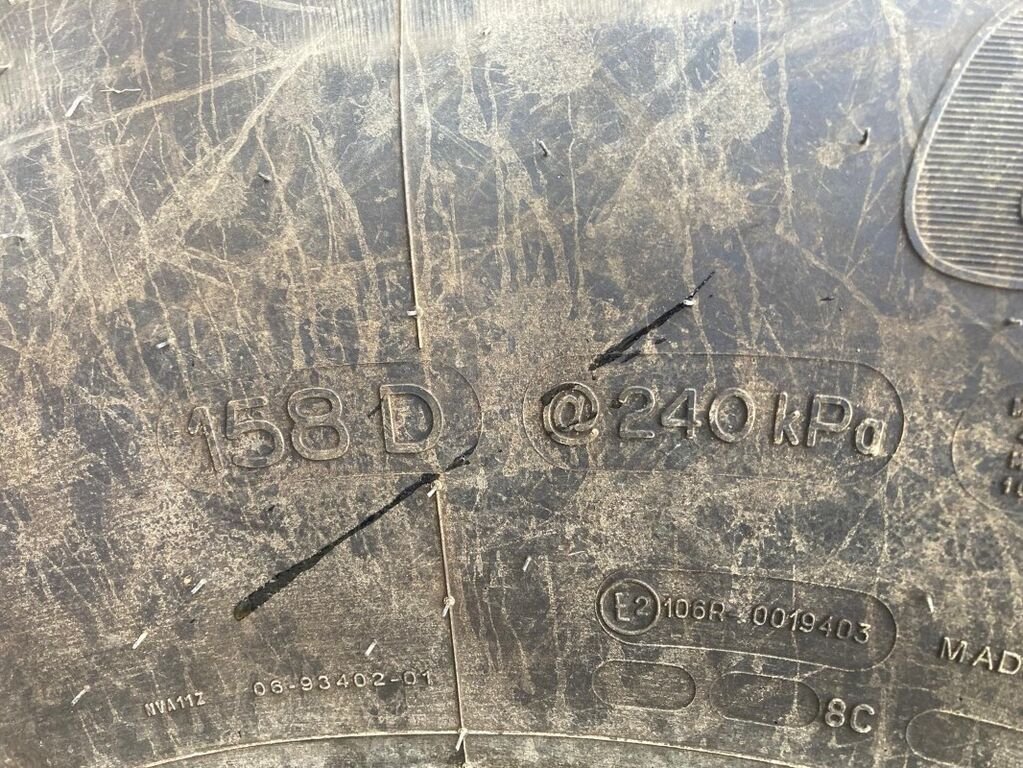 158 D @ 240 kPa
E2 106R-0019403
MAD
NVA11Z 06-93402-01
8C